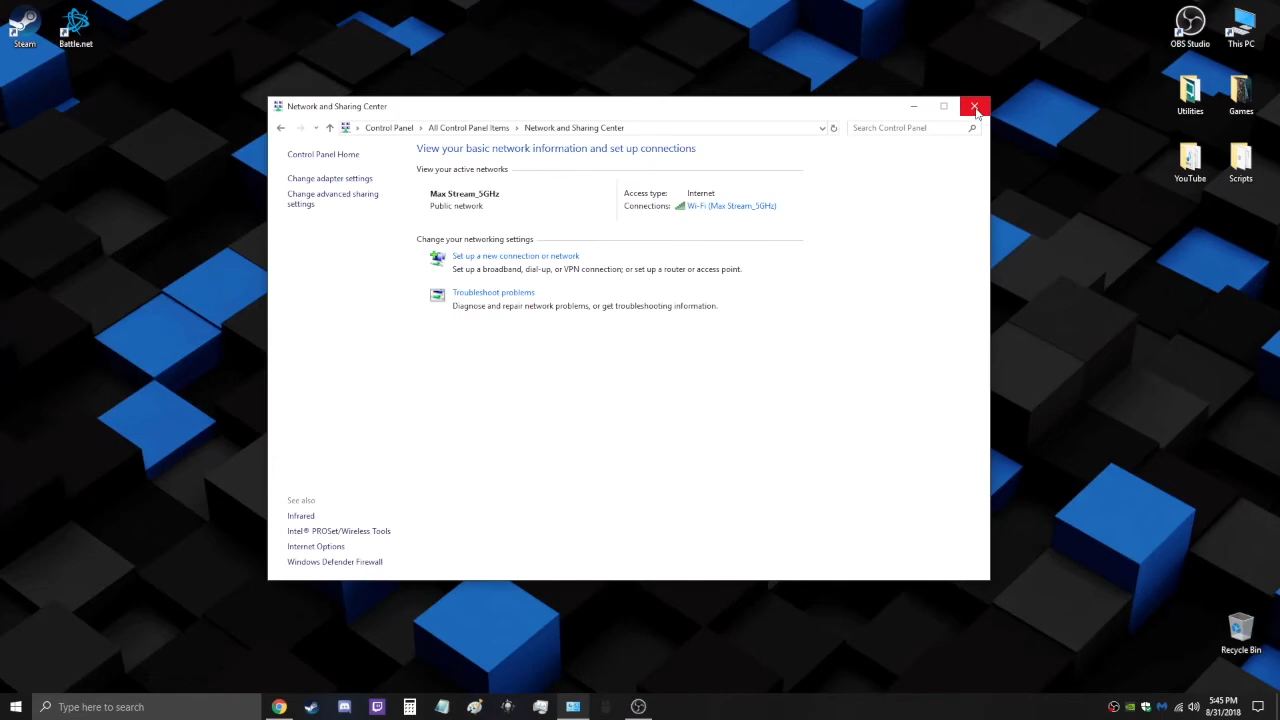 Steam
Battle.net
OBS Studio
This PC
Utilities
Games
YouTube
Scripts
Network and Sharing Center
Control Panel
All Control Panel Items
Network and Sharing Center
Search Control Panel
Control Panel Home
Change adapter settings
Change advanced sharing
settings
View your basic network information and set up connections
View your active networks
Max Stream_5GHz
Public network
Access type: Internet
Connections: Wi-Fi (Max Stream_5GHz)
Change your networking settings
Set up a new connection or network
Set up a broadband, dial-up, or VPN connection; or set up a router or access point.
Troubleshoot problems
Diagnose and repair network problems, or get troubleshooting information.
See also
Infrared
Intel® PROSet/Wireless Tools
Internet Options
Windows Defender Firewall
Recycle Bin
Type here to search
5:45 PM
8/31/2018